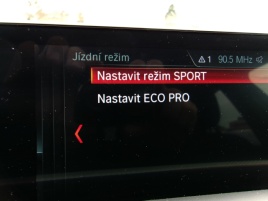 Jízdní režim 1 90.5 MHz
Nastavit režim SPORT
Nastavit ECO PRO